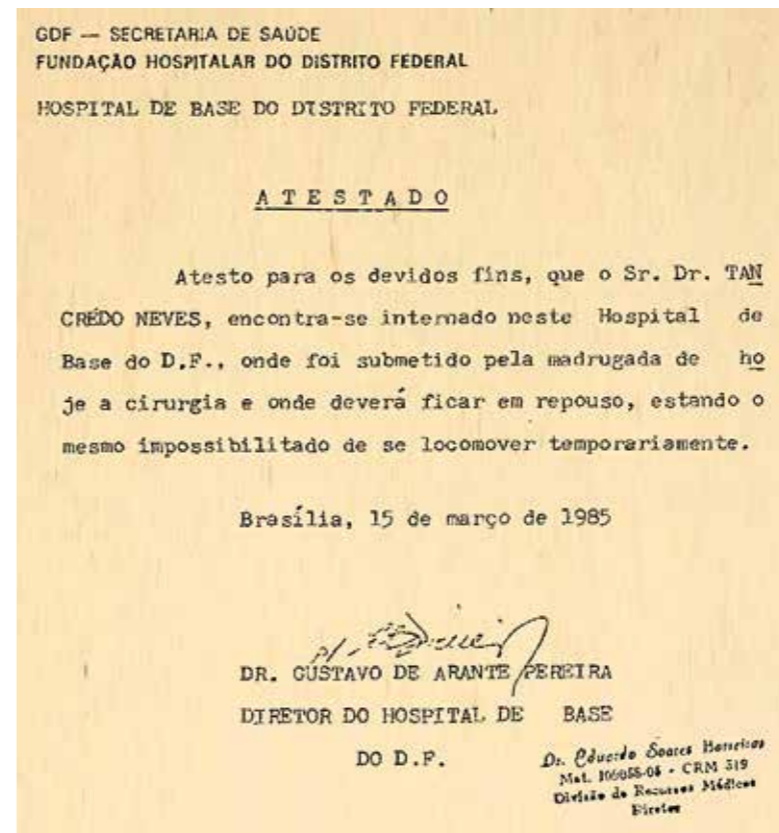 GDF — SECRETARIA DE SAÚDE
FUNDAÇÃO HOSPITALAR DO DISTRITO FEDERAL
HOSPITAL DE BASE DO DISTRITO FEDERAL
ATESTADO
Atesto para os devidos fins, que o Sr. Dr. TAN
CREDO NEVES, encontra-se internado neste Hospital de
Base do D.F., onde foi submetido pela madrugada de ho
je a cirurgia e onde deverá ficar em repouso, estando o
mesmo impossibilitado de se locomover temporariamente.
Brasília, 15 de março de 1985
DR. GUSTAVO DE ARANTE PEREIRA
DIRETOR DO HOSPITAL DE BASE
DO D.F.
Dr. Eduardo Soares
Mat. - CRM 519
Divisão de Recursos Médicos
Diretor